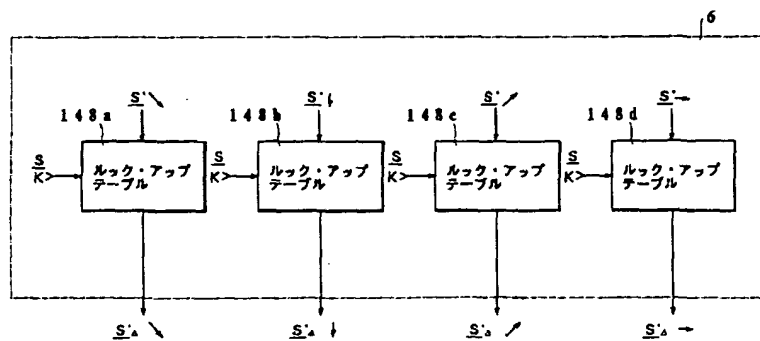 6
S' ↘ S' ↓ S' ↗ S' →
148a 148b 148c 148d
S/K> S/K> S/K> S/K>
ルック・アップ ルック・アップ ルック・アップ ルック・アップ
テーブル テーブル テーブル テーブル
S'Δ ↘ S'Δ ↓ S'Δ ↗ S'Δ →